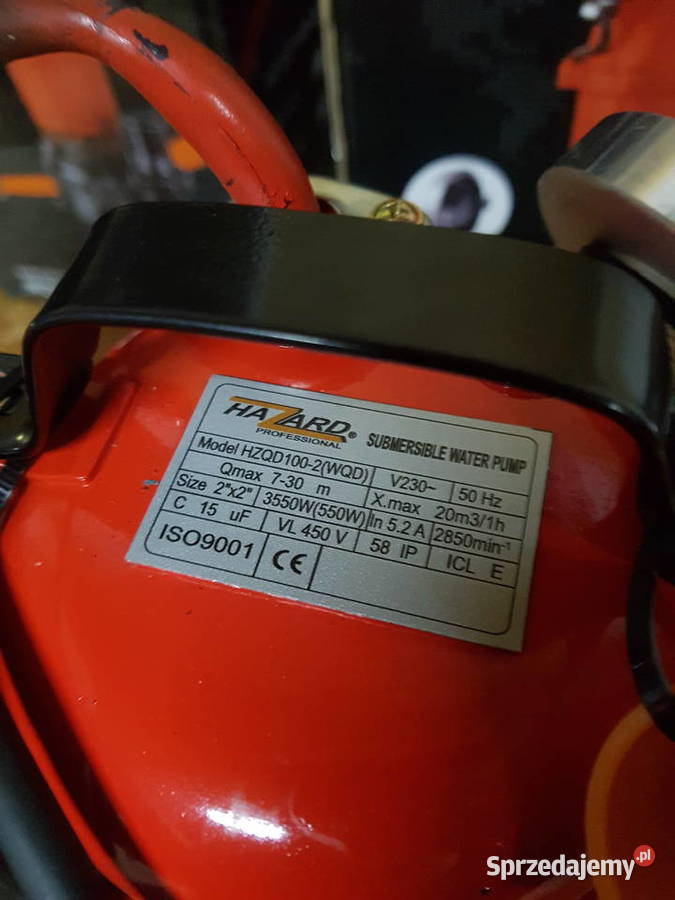 HAZARD®
PROFESSIONAL
SUBMERSIBLE WATER PUMP
Model HZQD100-2(WQD) V230~ 50 Hz
Qmax 7-30 m X.max 20m3/1h
Size 2"x2" 3550W(550W) In 5.2 A 2850min-1
C 15 uF VL 450 V 58 IP ICL E
ISO9001 CE
Sprzedajemy.pl